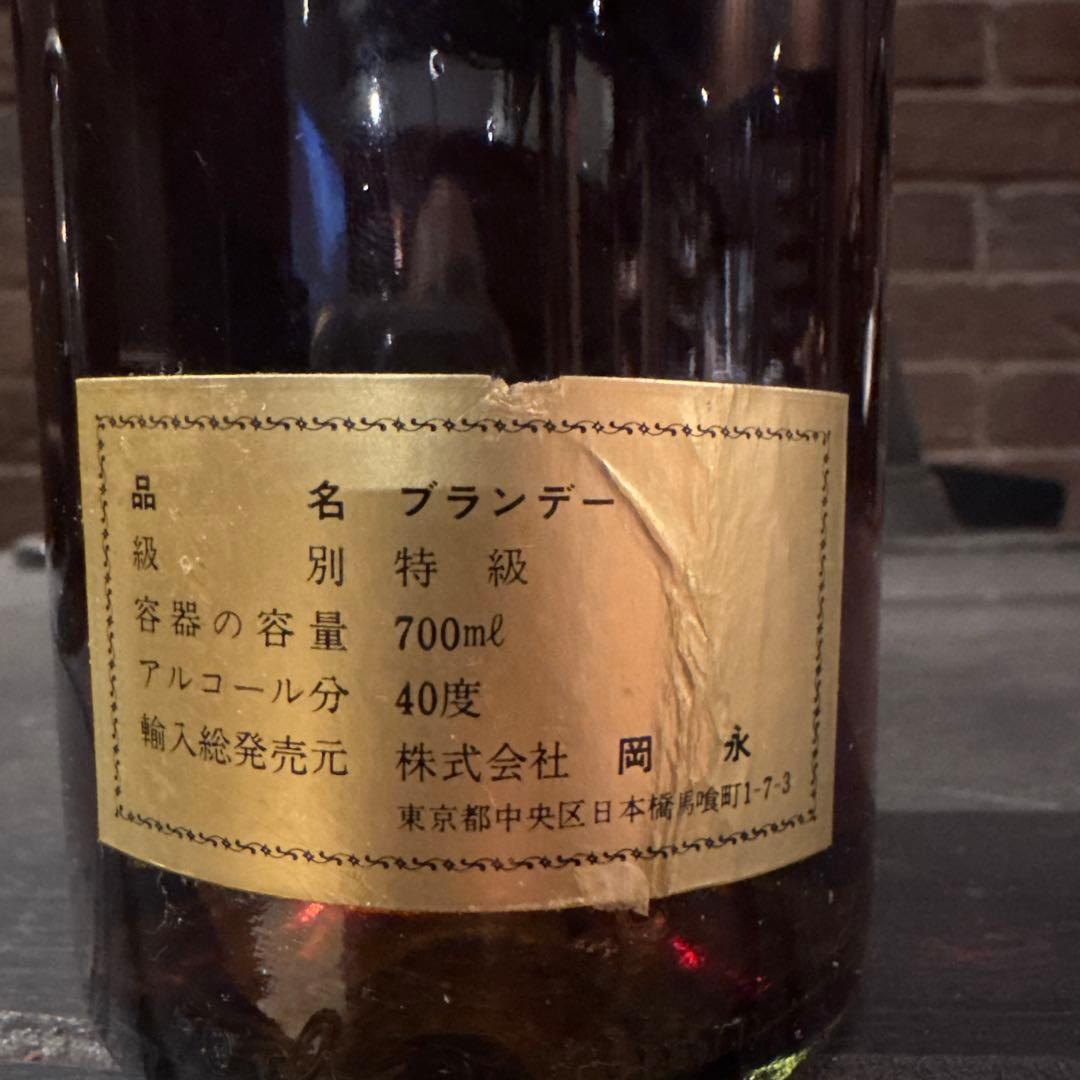 品名 ブランデー
級別 特級
容器の容量 700mℓ
アルコール分 40度
輸入総発売元 株式会社 岡永
東京都中央区日本橋馬喰町1-7-3